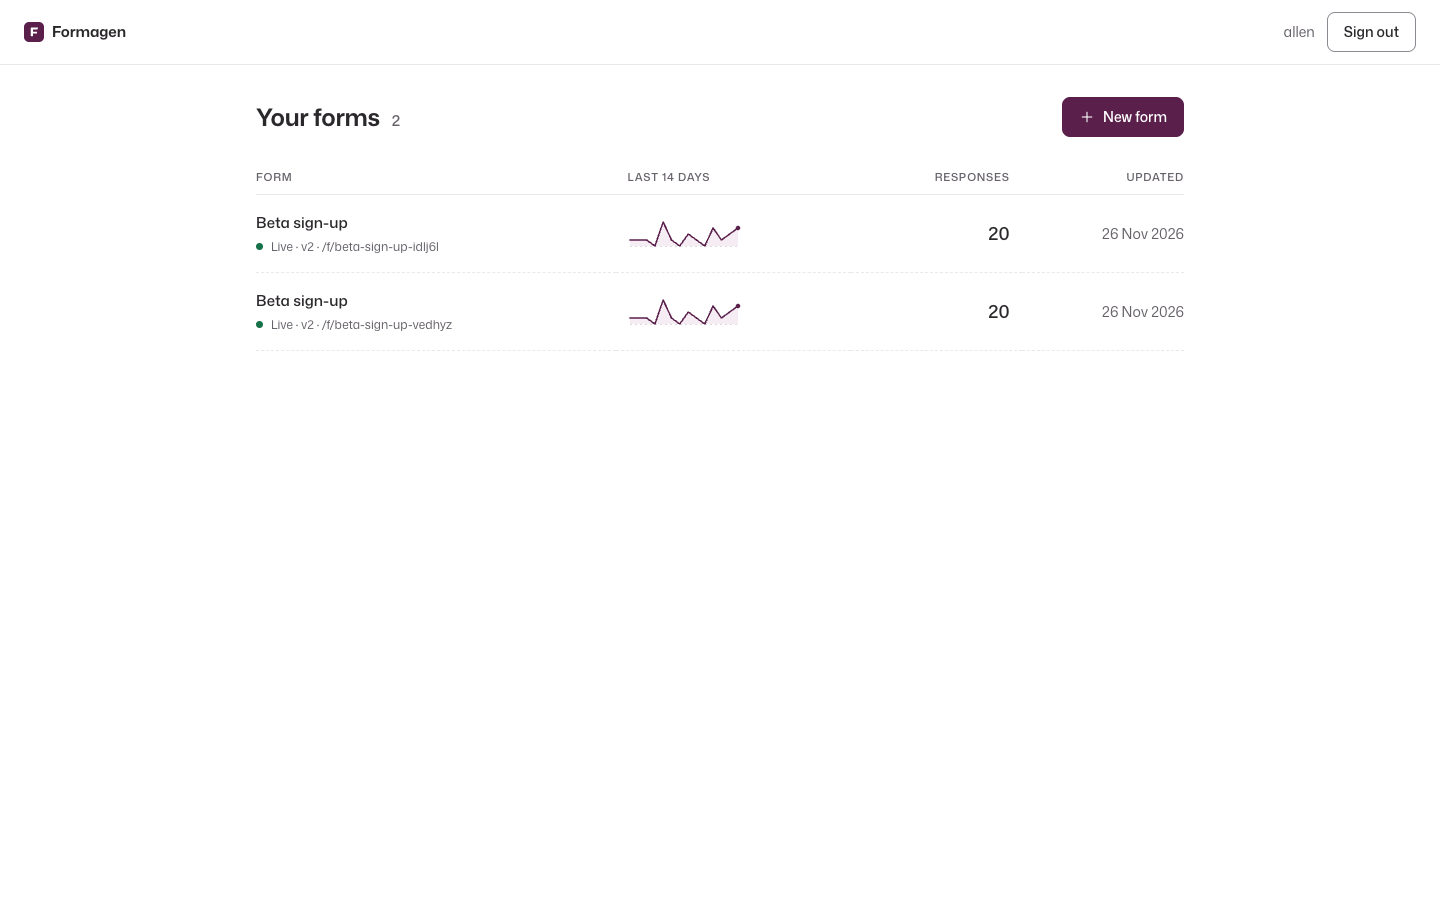 F Formagen
allen
Sign out
Your forms 2
+ New form
FORM LAST 14 DAYS RESPONSES UPDATED
Beta sign-up
Live · v2 · /f/beta-sign-up-idlj6l
20
26 Nov 2026
Beta sign-up
Live · v2 · /f/beta-sign-up-vedhyz
20
26 Nov 2026